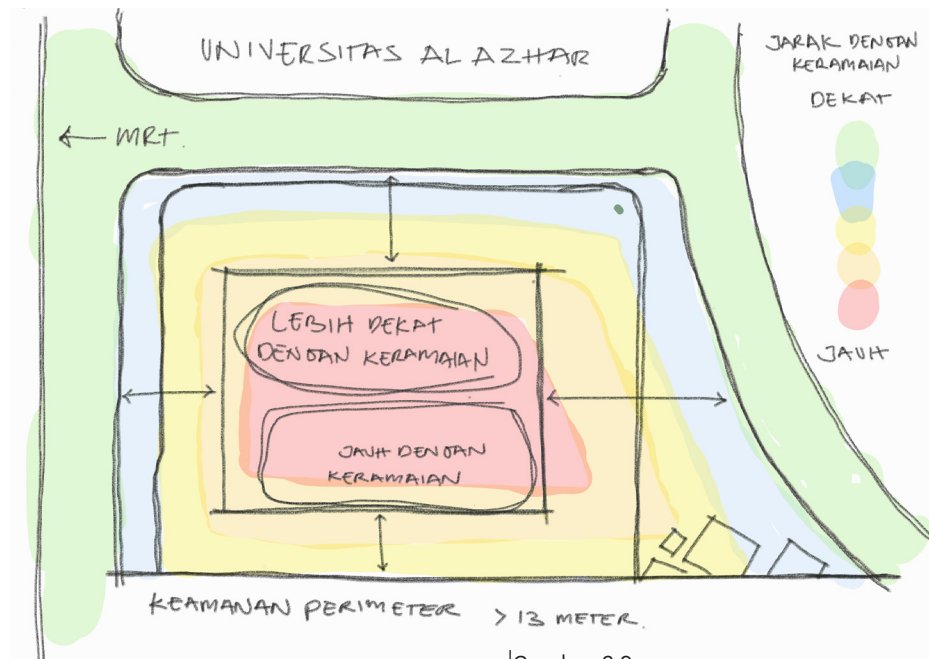 UNIVERSITAS AL AZHAR
JARAK DENGAN
KERAMAIAN
DEKAT
← MRT.
LEBIH DEKAT
DENGAN KERAMAIAN
JAUH DENGAN
KERAMAIAN
JAUH
KEAMANAN PERIMETER > 13 METER.